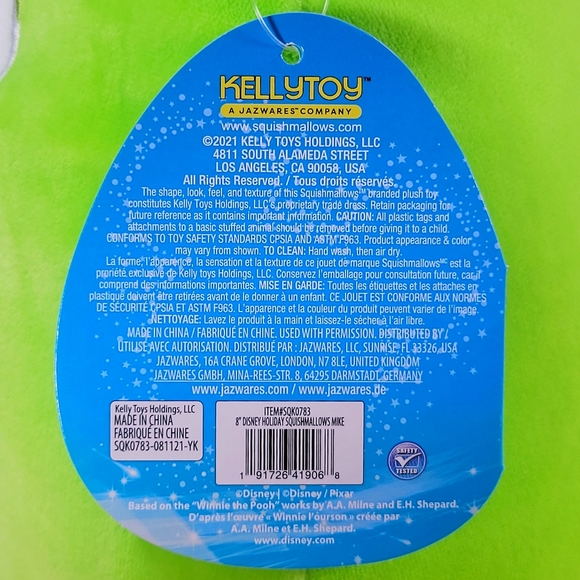 KELLYTOY™
A JAZWARES™ COMPANY
www.squishmallows.com
©2021 KELLY TOYS HOLDINGS, LLC
4811 SOUTH ALAMEDA STREET
LOS ANGELES, CA 90058, USA
All Rights Reserved. / Tous droits réservés.
The shape, look, feel, and texture of this Squishmallows™ branded plush toy
constitutes Kelly Toys Holdings, LLC's proprietary trade dress. Retain packaging for
future reference as it contains important information. CAUTION: All plastic tags and
attachments to a basic stuffed animal should be removed before giving it to a child.
CONFORMS TO TOY SAFETY STANDARDS CPSIA AND ASTM F963. Product appearance & color
may vary from shown. TO CLEAN: Hand wash, then air dry.
La forme, l'apparence, la sensation et la texture de ce jouet de marque Squishmallowsᴹᶜ est la
propriété exclusive de Kelly toys Holdings, LLC. Conservez l'emballage pour consultation future, car il
comprend des informations importantes. MISE EN GARDE: Toutes les étiquettes et les attaches en
plastique doivent être retirées avant de le donner à un enfant. CE JOUET EST CONFORME AUX NORMES
DE SÉCURITÉ CPSIA ET ASTM F963. L'apparence et la couleur du produit peuvent varier de l'image.
NETTOYAGE: Lavez le produit à la main et laissez-le sécher à l'air libre.
MADE IN CHINA / FABRIQUÉ EN CHINE. USED WITH PERMISSION. DISTRIBUTED BY /
UTILISÉ AVEC AUTORISATION. DISTRIBUÉ PAR : JAZWARES, LLC, SUNRISE, FL 33326, USA
JAZWARES, 16A CRANE GROVE, LONDON, N7 8LE, UNITED KINGDOM
JAZWARES GMBH, MINA-REES-STR. 8, 64295 DARMSTADT, GERMANY
www.jazwares.com / www.jazwares.de
Kelly Toys Holdings, LLC
MADE IN CHINA
FABRIQUÉ EN CHINE
SQK0783-081121-YK
ITEM#SQK0783
8" DISNEY HOLIDAY SQUISHMALLOWS MIKE
1 91726 41906 8
SAFETY
TESTED
©Disney | ©Disney / Pixar
Based on the "Winnie the Pooh" works by A.A. Milne and E.H. Shepard.
D'après l'œuvre « Winnie l'ourson » créée par
A.A. Milne et E.H. Shepard.
www.disney.com